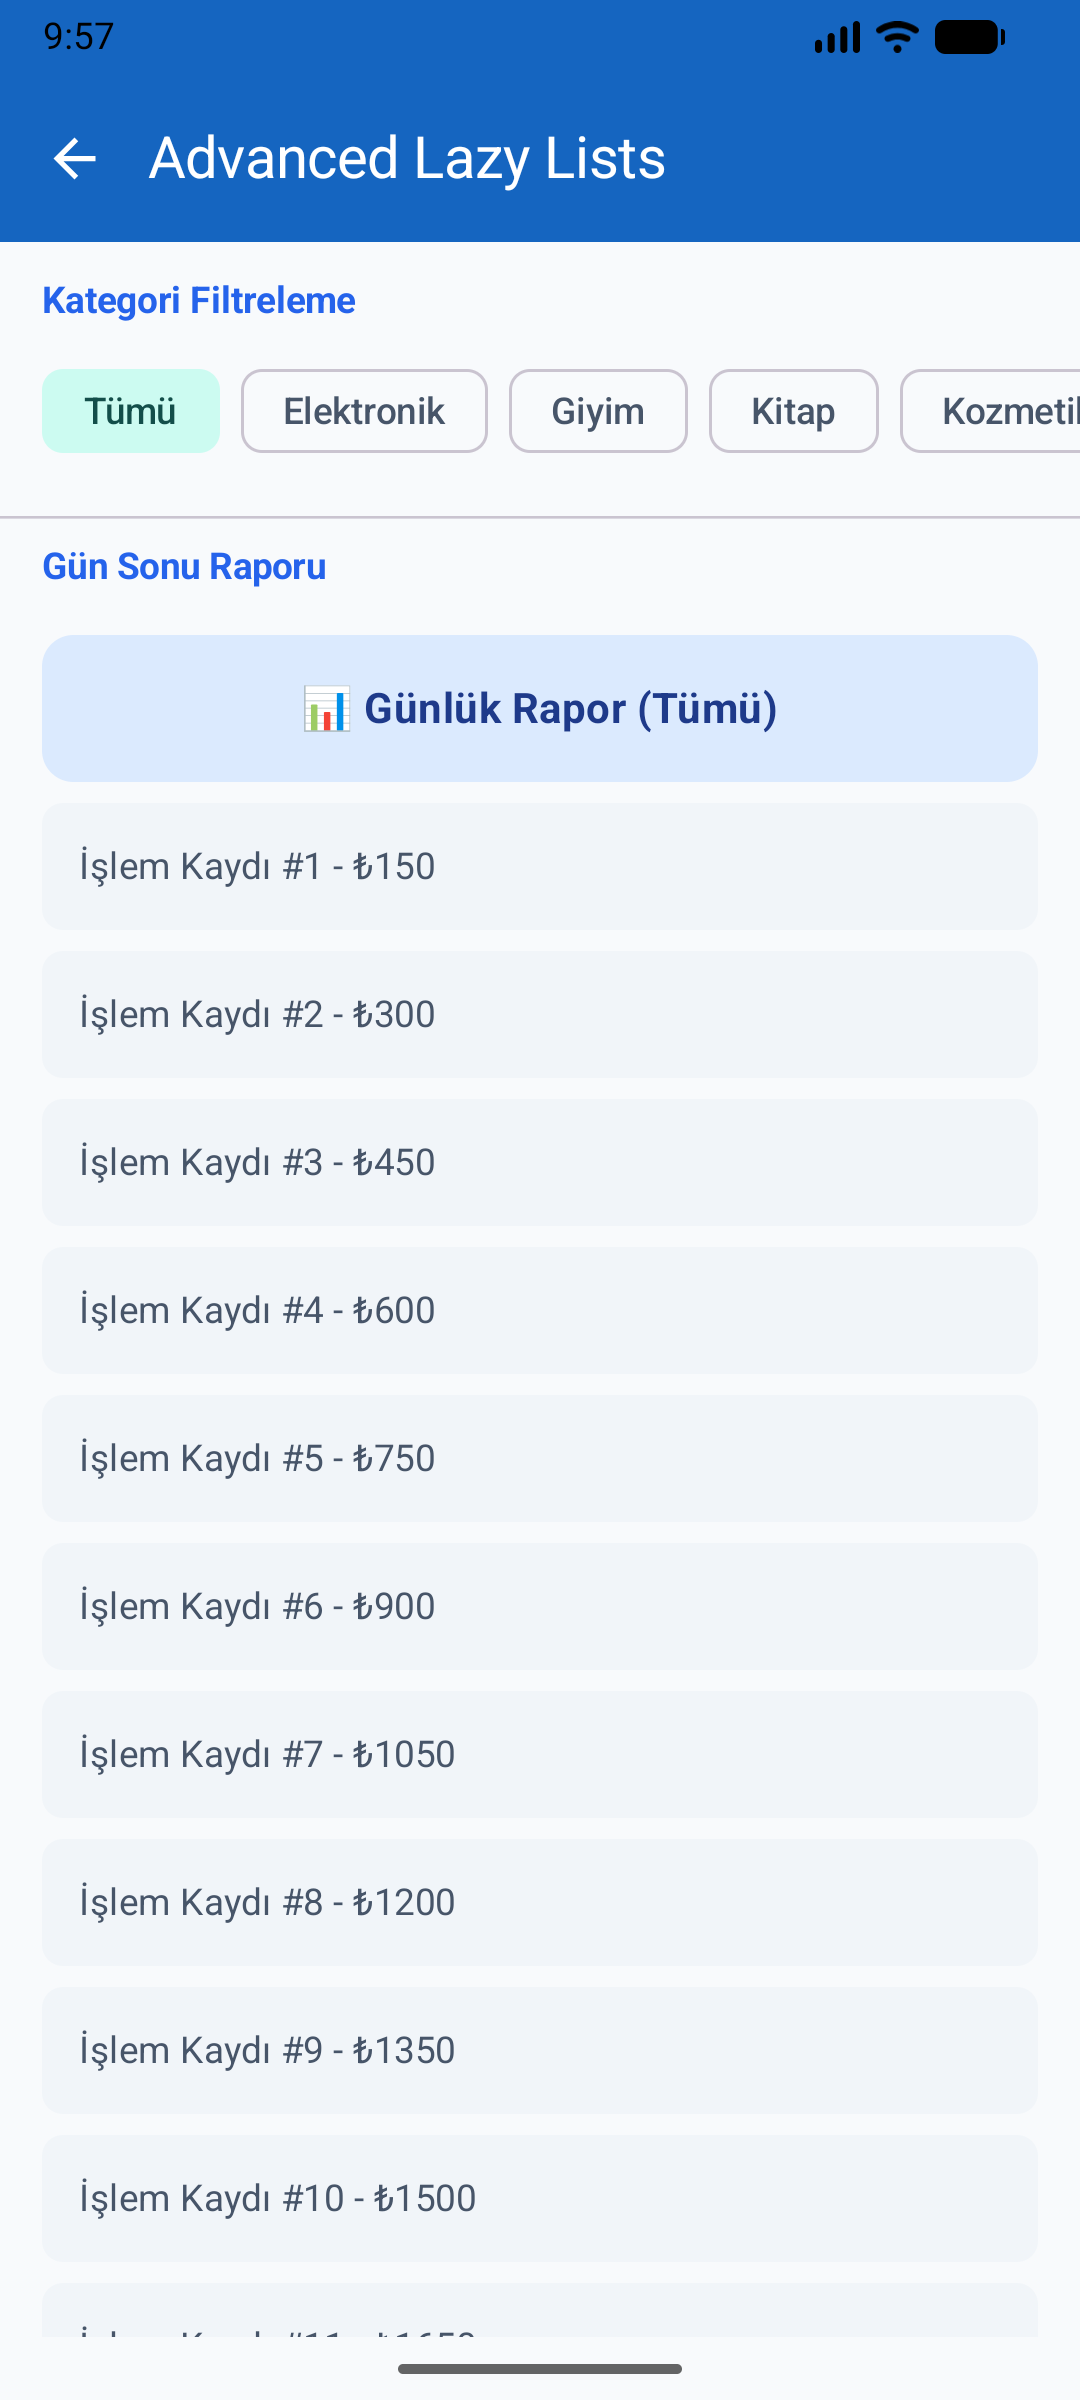 9:57
Advanced Lazy Lists
Kategori Filtreleme
Tümü
Elektronik
Giyim
Kitap
Gün Sonu Raporu
📊 Günlük Rapor (Tümü)
İşlem Kaydı #1 - ₺150
İşlem Kaydı #2 - ₺300
İşlem Kaydı #3 - ₺450
İşlem Kaydı #4 - ₺600
İşlem Kaydı #5 - ₺750
İşlem Kaydı #6 - ₺900
İşlem Kaydı #7 - ₺1050
İşlem Kaydı #8 - ₺1200
İşlem Kaydı #9 - ₺1350
İşlem Kaydı #10 - ₺1500